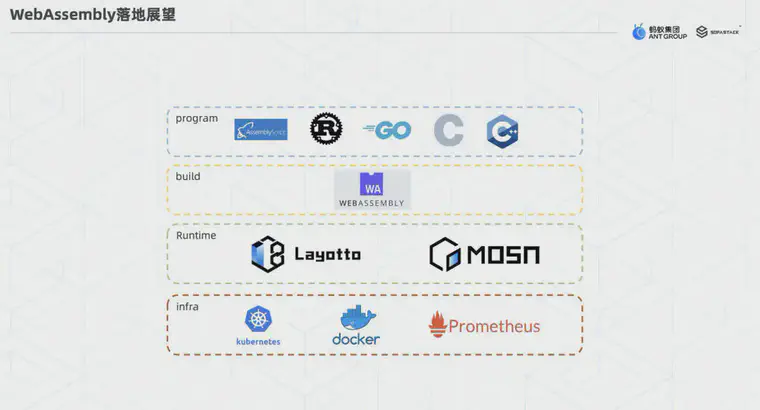 WebAssembly落地展望
蚂蚁集团
ANT GROUP
SOFASTACK
program
AssemblyScript
R
GO
C
C++
build
WA
WEBASSEMBLY
Runtime
Layotto
MOSN
infra
kubernetes
docker
Prometheus